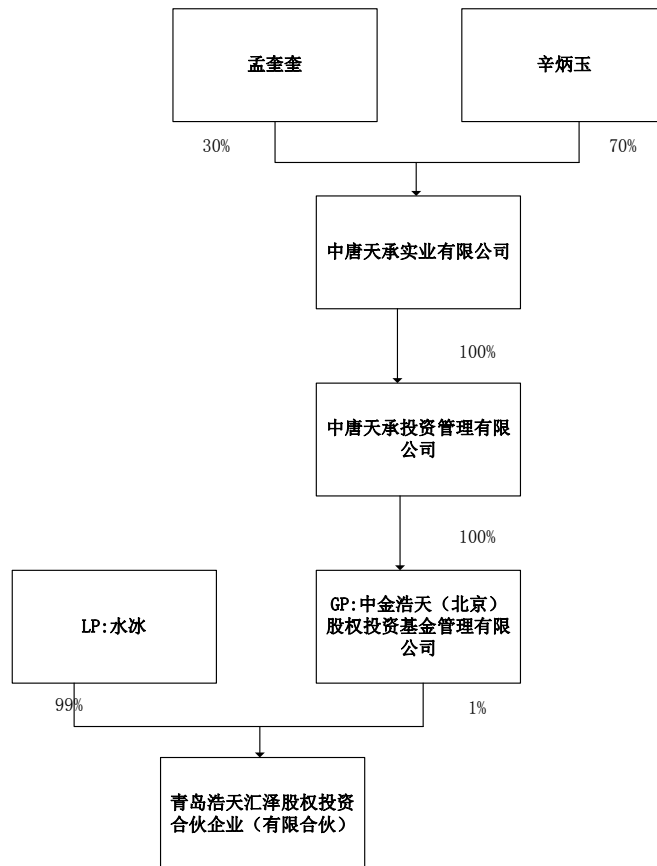 孟奎奎
辛炳玉
30%
70%
中唐天承实业有限公司
100%
中唐天承投资管理有限
公司
100%
LP:水冰
GP:中金浩天（北京）
股权投资基金管理有限
公司
99%
1%
青岛浩天汇泽股权投资
合伙企业（有限合伙）